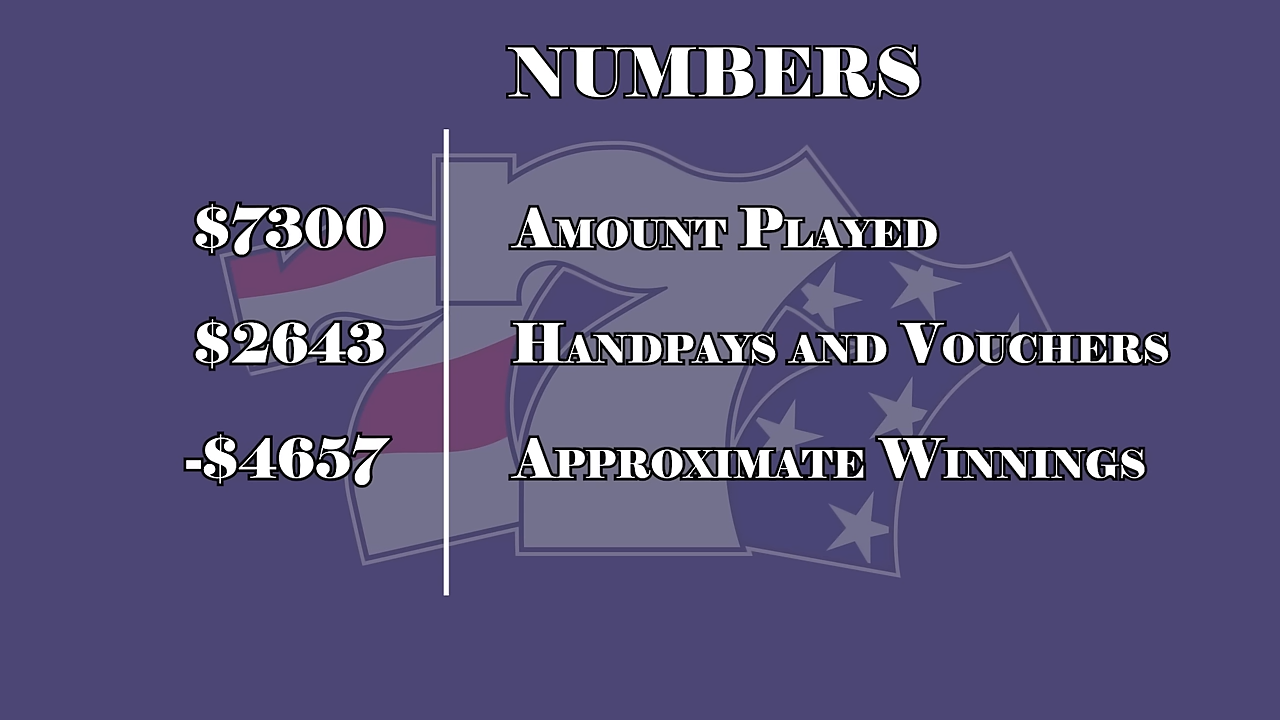 NUMBERS
$7300 Amount Played
$2643 Handpays and Vouchers
-$4657 Approximate Winnings